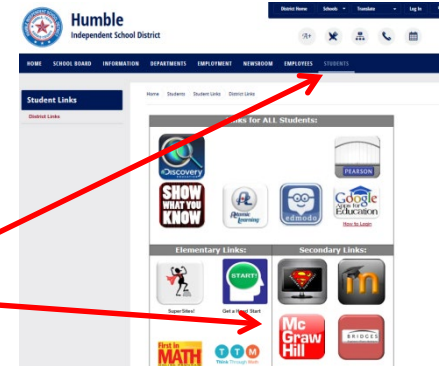 District Home Schools Translate Log In
Humble
Independent School District
HOME SCHOOL BOARD INFORMATION DEPARTMENTS EMPLOYMENT NEWSROOM EMPLOYEES STUDENTS
Student Links
District Links
Home Students Student Links District Links
Links for ALL Students:
Discovery
PEARSON
SHOW
WHAT YOU
KNOW
Atomic
Learning
edmodo
Google
Apps for
Education
How to Login
Elementary Links:
Secondary Links:
START!
SuperSites!
Get a Head Start
Mc
Graw
Hill
BRIDGES
First in
MATH
TTM
Think Through Math